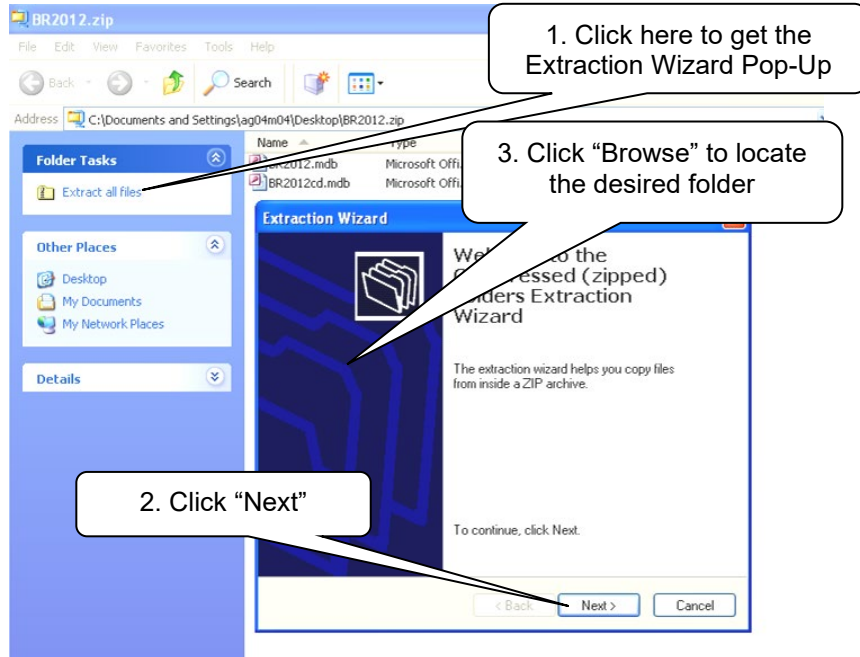 BR2012.zip
File Edit View Favorites Tools Help
1. Click here to get the
Extraction Wizard Pop-Up
Back Search
Address C:\Documents and Settings\ag04m04\Desktop\BR2012.zip
Name Type
Folder Tasks
BR2012.mdb Microsoft Offi
Extract all files
BR2012cd.mdb Microsoft Offi
3. Click “Browse” to locate
the desired folder
Extraction Wizard
Other Places
Desktop
My Documents
My Network Places
Details
to the
(zipped)
Extraction
Wizard
The extraction wizard helps you copy files
from inside a ZIP archive.
2. Click “Next”
To continue, click Next.
< Back Next > Cancel